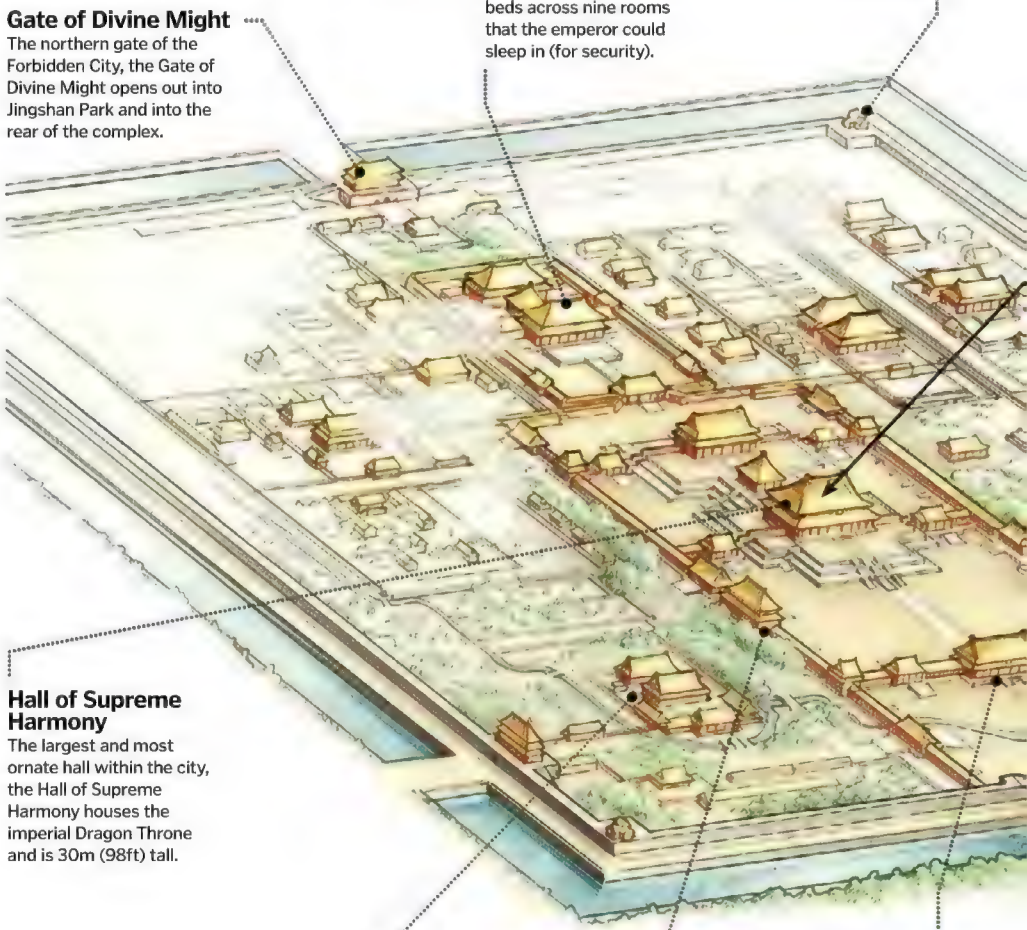 Gate of Divine Might
The northern gate of the
Forbidden City, the Gate of
Divine Might opens out into
Jingshan Park and into the
rear of the complex.
beds across nine rooms
that the emperor could
sleep in (for security).
Hall of Supreme
Harmony
The largest and most
ornate hall within the city,
the Hall of Supreme
Harmony houses the
imperial Dragon Throne
and is 30m (98ft) tall.